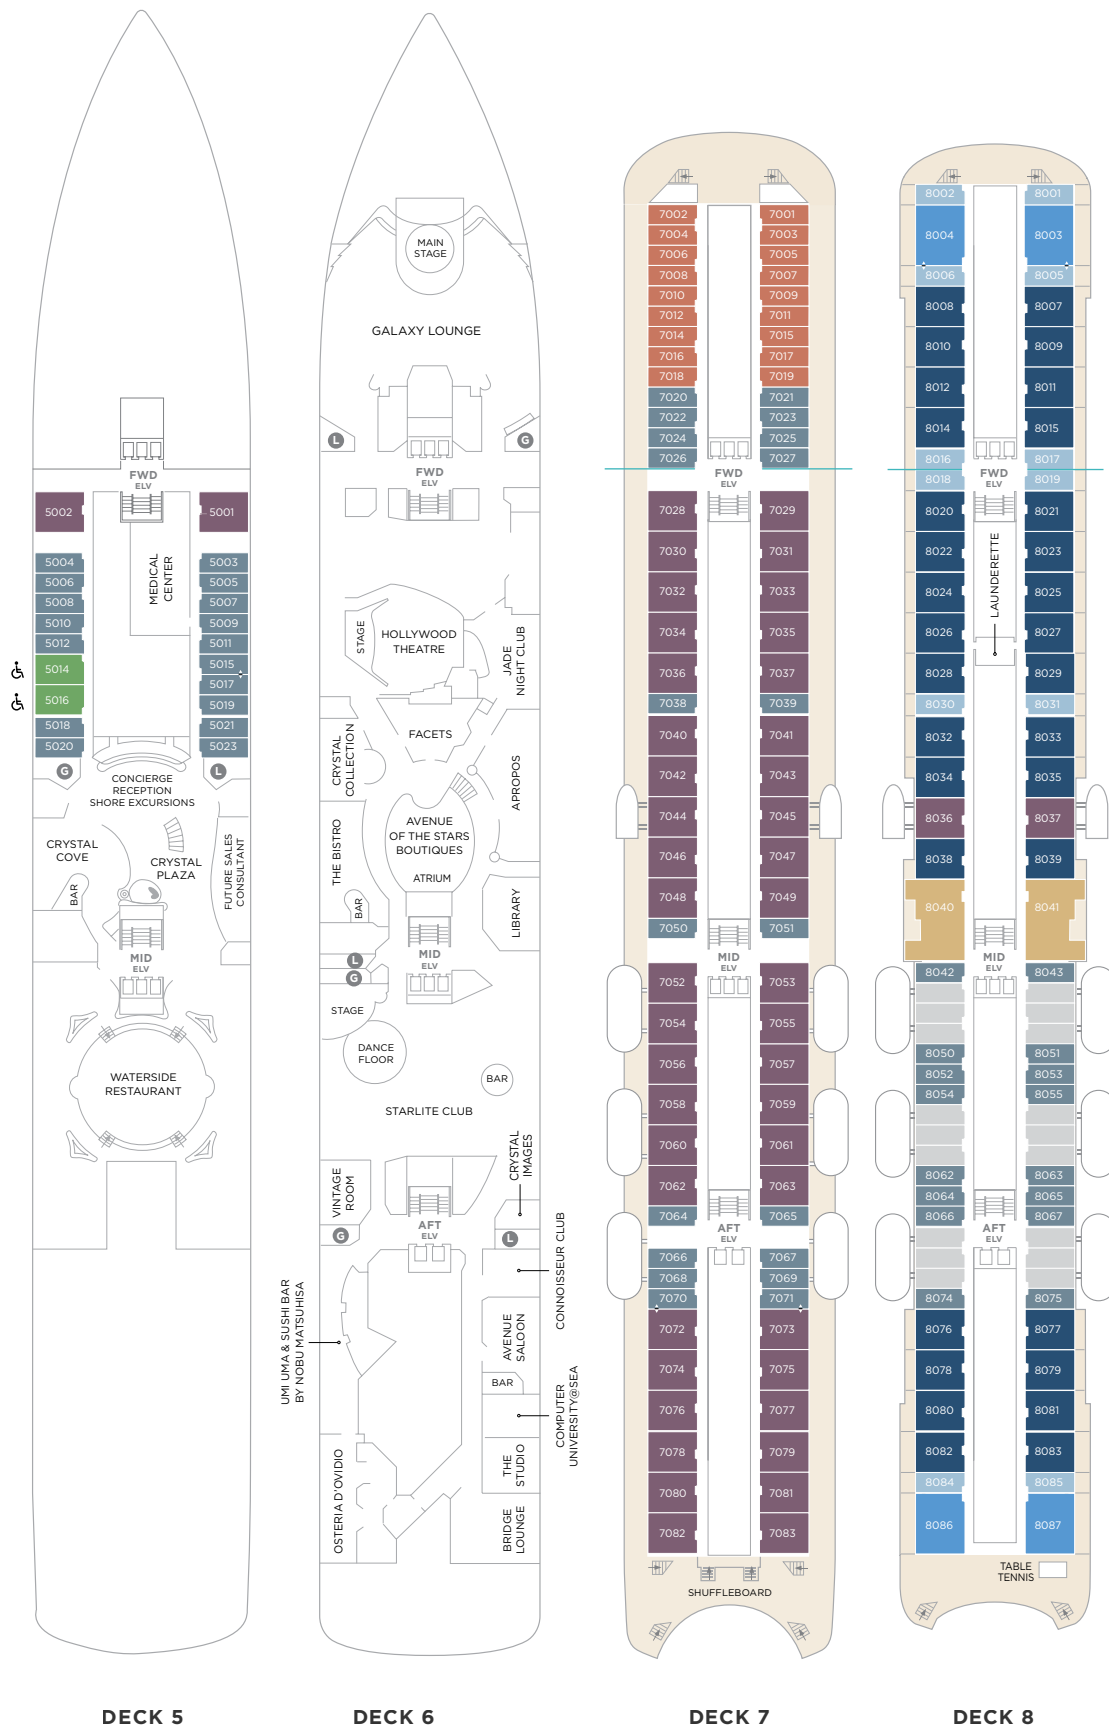 FWD
ELV
5002
5001
MEDICAL
CENTER
5004
5003
5006
5005
5008
5007
5010
5009
5012
5011
5014
5015
5017
5016
5019
5018
5021
5020
5023
G
L
CONCIERGE
RECEPTION
SHORE EXCURSIONS
CRYSTAL
COVE
CRYSTAL
PLAZA
FUTURE SALES
CONSULTANT
BAR
MID
ELV
WATERSIDE
RESTAURANT
DECK 5
MAIN
STAGE
GALAXY LOUNGE
L
G
FWD
ELV
STAGE
HOLLYWOOD
THEATRE
JADE
NIGHT CLUB
FACETS
CRYSTAL
COLLECTION
APROPOS
AVENUE
OF THE STARS
BOUTIQUES
THE BISTRO
ATRIUM
BAR
LIBRARY
MID
ELV
L
G
STAGE
DANCE
FLOOR
BAR
STARLITE CLUB
CRYSTAL
IMAGES
VINTAGE
ROOM
G
AFT
ELV
L
CONNOISSEUR CLUB
UMI UMA & SUSHI BAR
BY NOBU MATSUHISA
AVENUE
SALOON
BAR
COMPUTER
UNIVERSITY@SEA
THE
STUDIO
OSTERIA D'OVIDIO
BRIDGE
LOUNGE
DECK 6
7002
7001
7004
7003
7006
7005
7008
7007
7010
7009
7012
7011
7014
7015
7016
7017
7018
7019
7020
7021
7022
7023
7024
7025
7026
7027
FWD
ELV
7028
7029
7030
7031
7032
7033
7034
7035
7036
7037
7038
7039
7040
7041
7042
7043
7044
7045
7046
7047
7048
7049
7050
7051
MID
ELV
7052
7053
7054
7055
7056
7057
7058
7059
7060
7061
7062
7063
7064
7065
AFT
ELV
7066
7067
7068
7069
7070
7071
7072
7073
7074
7075
7076
7077
7078
7079
7080
7081
7082
7083
SHUFFLEBOARD
DECK 7
8002
8001
8004
8003
8006
8005
8008
8007
8010
8009
8012
8011
8014
8015
8016
8017
FWD
ELV
8018
8019
8020
8021
8022
8023
LAUNDERETTE
8024
8025
8026
8027
8028
8029
8030
8031
8032
8033
8034
8035
8036
8037
8038
8039
8040
8041
MID
ELV
8042
8043
8050
8051
8052
8053
8054
8055
8062
8063
8064
8065
8066
8067
AFT
ELV
8074
8075
8076
8077
8078
8079
8080
8081
8082
8083
8084
8085
8086
8087
TABLE
TENNIS
DECK 8